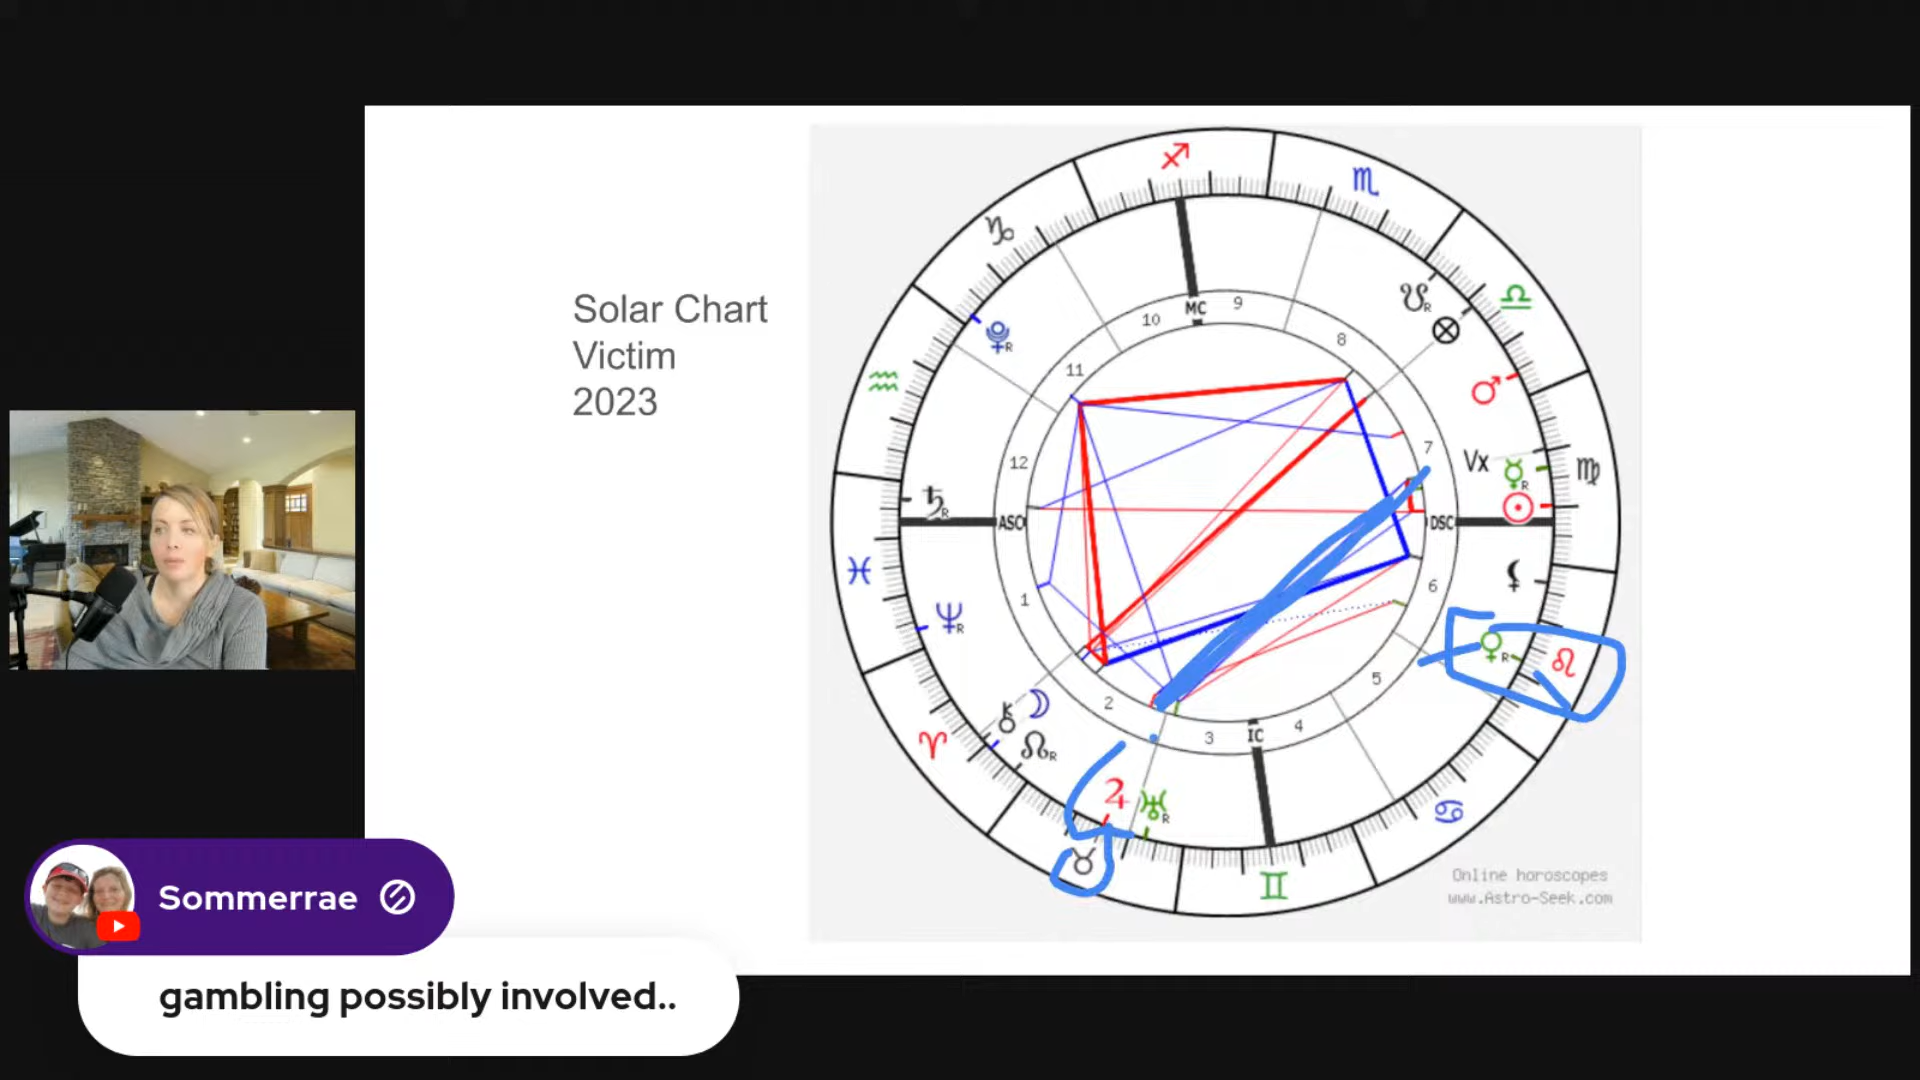 Solar Chart
Victim
2023
MC
9
10
8
11
R
R
7
12
Vx
R
R
ASC
DSC
6
1
R
R
5
2
R
4
3
IC
R
Online horoscopes
www.Astro-Seek.com
Sommerrae
gambling possibly involved..